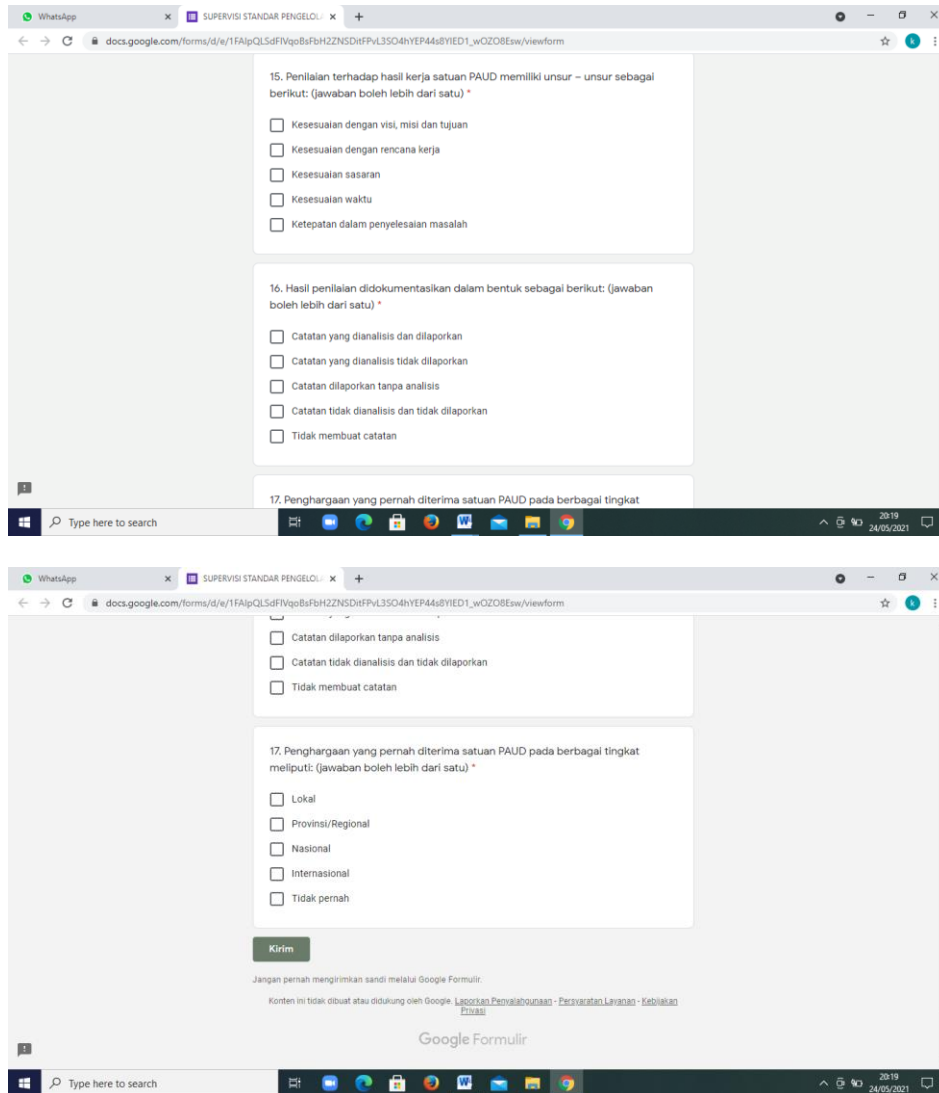 WhatsApp
SUPERVISI STANDAR PENGELOLA
docs.google.com/forms/d/e/1FAIpQLSdFIVqoBsFbH2ZNSDitFPvL3SO4hYEP44s8YIED1_wOZO8Esw/viewform
k
15. Penilaian terhadap hasil kerja satuan PAUD memiliki unsur – unsur sebagai
berikut: (jawaban boleh lebih dari satu) *
Kesesuaian dengan visi, misi dan tujuan
Kesesuaian dengan rencana kerja
Kesesuaian sasaran
Kesesuaian waktu
Ketepatan dalam penyelesaian masalah
16. Hasil penilaian didokumentasikan dalam bentuk sebagai berikut: (jawaban
boleh lebih dari satu) *
Catatan yang dianalisis dan dilaporkan
Catatan yang dianalisis tidak dilaporkan
Catatan dilaporkan tanpa analisis
Catatan tidak dianalisis dan tidak dilaporkan
Tidak membuat catatan
17. Penghargaan yang pernah diterima satuan PAUD pada berbagai tingkat
Type here to search
20:19
24/05/2021
WhatsApp
SUPERVISI STANDAR PENGELOLA
docs.google.com/forms/d/e/1FAIpQLSdFIVqoBsFbH2ZNSDitFPvL3SO4hYEP44s8YIED1_wOZO8Esw/viewform
k
Catatan dilaporkan tanpa analisis
Catatan tidak dianalisis dan tidak dilaporkan
Tidak membuat catatan
17. Penghargaan yang pernah diterima satuan PAUD pada berbagai tingkat
meliputi: (jawaban boleh lebih dari satu) *
Lokal
Provinsi/Regional
Nasional
Internasional
Tidak pernah
Kirim
Jangan pernah mengirimkan sandi melalui Google Formulir.
Konten ini tidak dibuat atau didukung oleh Google. Laporkan Penyalahgunaan - Persyaratan Layanan - Kebijakan
Privasi
Google Formulir
Type here to search
20:19
24/05/2021